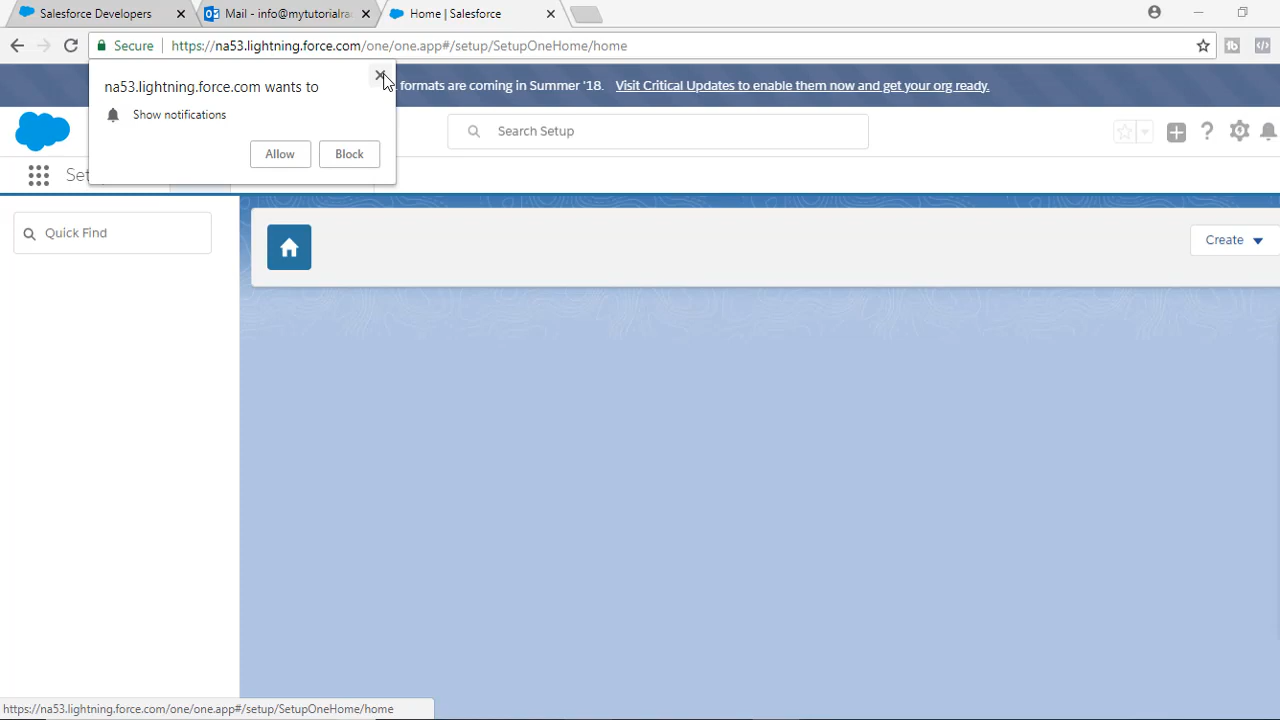 Salesforce Developers
Mail - info@mytutorialra
Home | Salesforce
Secure
https://na53.lightning.force.com/one/one.app#/setup/SetupOneHome/home
na53.lightning.force.com wants to
Show notifications
Allow
Block
formats are coming in Summer '18. Visit Critical Updates to enable them now and get your org ready.
Search Setup
Set
Quick Find
Create
https://na53.lightning.force.com/one/one.app#/setup/SetupOneHome/home